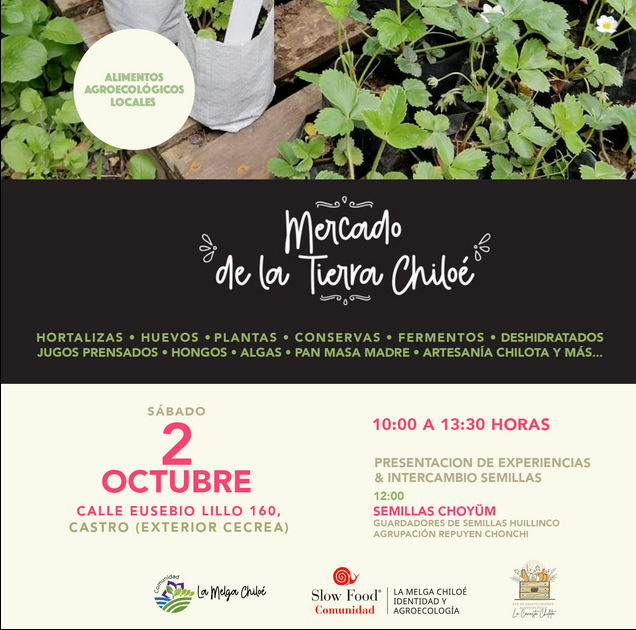 ALIMENTOS
AGROECOLÓGICOS
LOCALES
Mercado
de la Tierra Chiloé
HORTALIZAS • HUEVOS • PLANTAS • CONSERVAS • FERMENTOS • DESHIDRATADOS
JUGOS PRENSADOS • HONGOS • ALGAS • PAN MASA MADRE • ARTESANÍA CHILOTA Y MÁS...
SÁBADO
2
OCTUBRE
CALLE EUSEBIO LILLO 160,
CASTRO (EXTERIOR CECREA)
10:00 A 13:30 HORAS
PRESENTACION DE EXPERIENCIAS
& INTERCAMBIO SEMILLAS
12:00
SEMILLAS CHOYÜM
GUARDADORES DE SEMILLAS HUILLINCO
AGRUPACIÓN REPUYEN CHONCHI
Comunidad
La Melga Chiloé
Slow Food®
Comunidad
LA MELGA CHILOÉ
IDENTIDAD Y
AGROECOLOGÍA
La Canasta Chilota